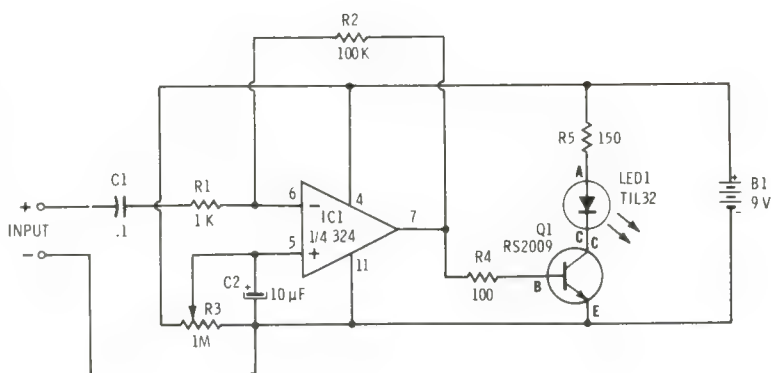 R2
100K
R5 150
C1
R1
A
LED1
TIL32
B1
9V
+
-
+
INPUT
-
.1
1K
6
-
4
IC1
1/4 324
7
5
+
11
C
C
Q1
RS2009
R4
100
B
E
C2
+
10µF
R3
1M